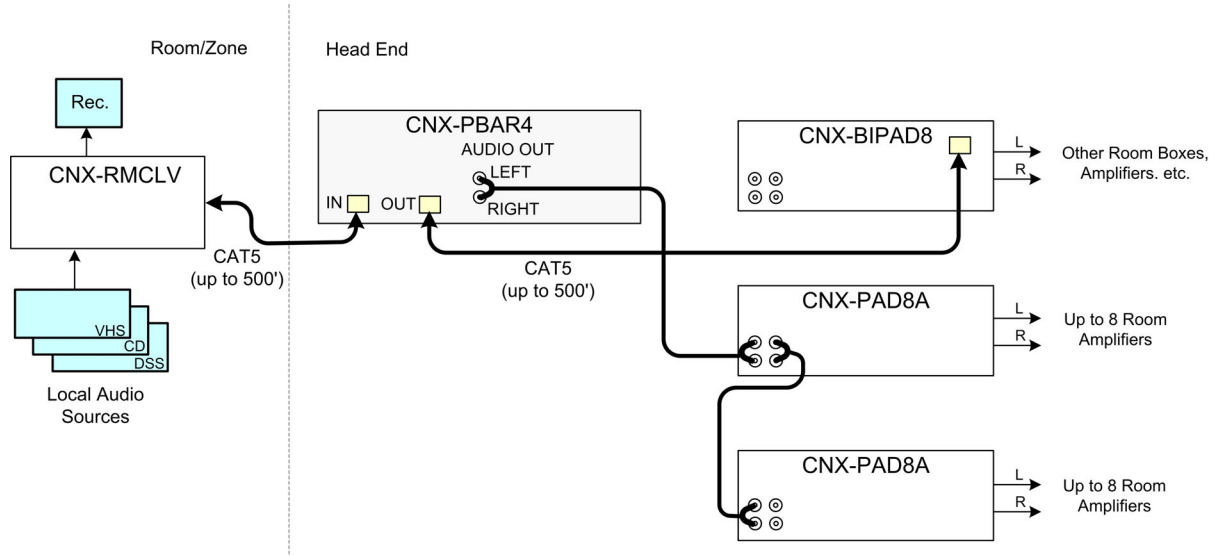 Room/Zone
Head End
Rec.
CNX-RMCLV
CAT5
(up to 500')
VHS
CD
DSS
Local Audio
Sources
CNX-PBAR4
AUDIO OUT
LEFT
RIGHT
IN
OUT
CAT5
(up to 500')
CNX-BIPAD8
L
R
Other Room Boxes,
Amplifiers. etc.
CNX-PAD8A
L
R
Up to 8 Room
Amplifiers
CNX-PAD8A
L
R
Up to 8 Room
Amplifiers